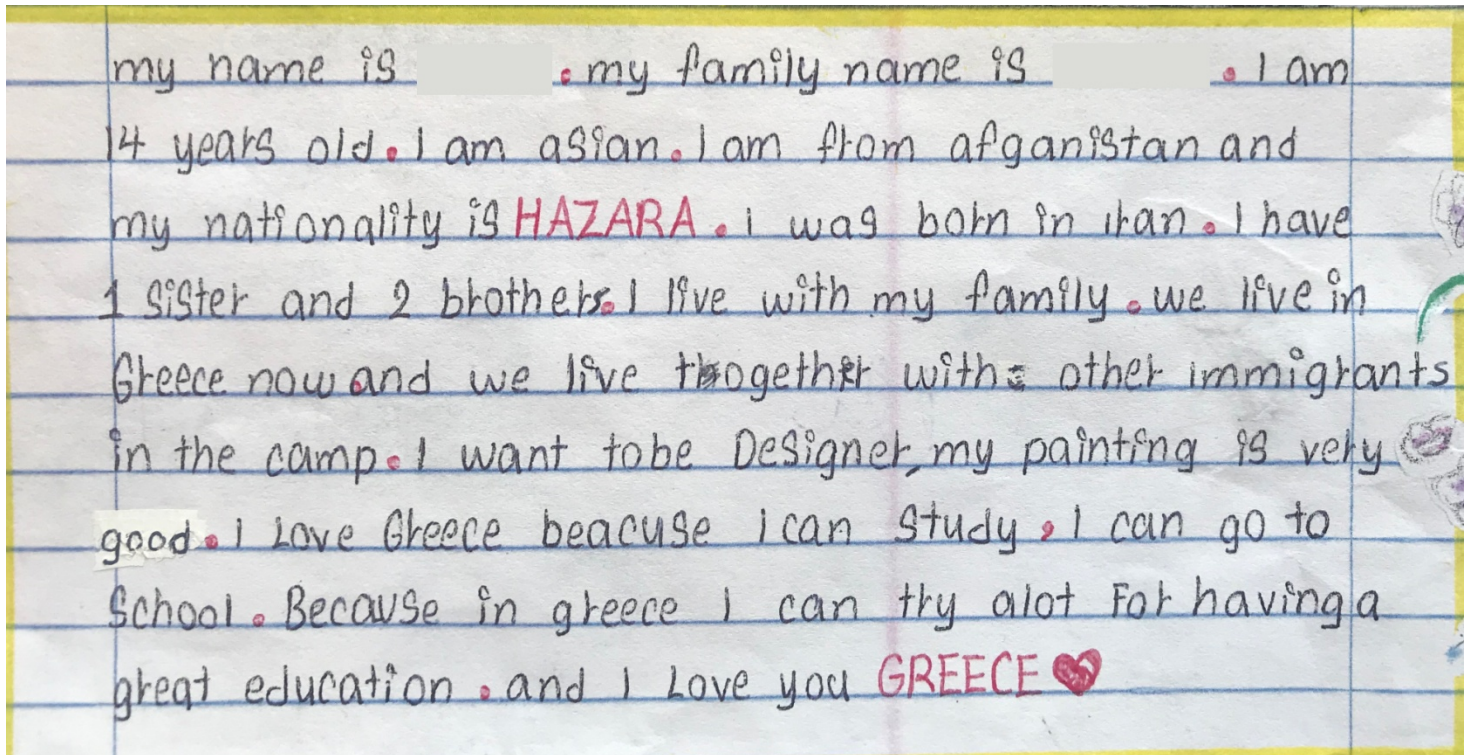 my name is . my family name is . I am
14 years old. I am asian. I am from afganistan and
my nationality is HAZARA. I was born in iran. I have
1 Sister and 2 brothers. I live with my family. we live in
Greece now and we live together with other immigrants
in the camp. I want tobe Designer, my painting is very
good. I Love Greece beacuse i can study, I can go to
School. Because in greece I can try alot For having a
great education. and I Love you GREECE ❤